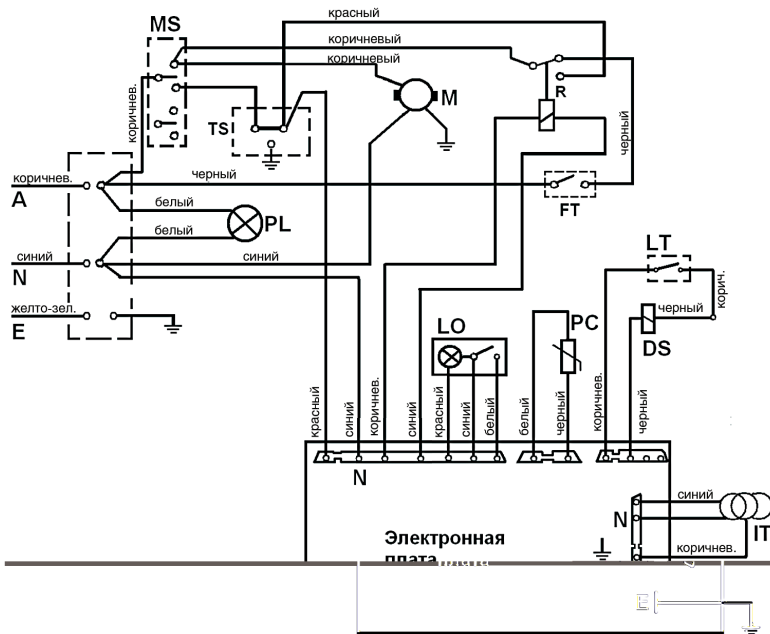 красный
MS
коричневый
коричневый
M
R
TS
коричнев.
черный
коричнев.
A
черный
FT
белый
PL
белый
синий
N
синий
LT
корич.
желто-зел.
E
черный
LO
PC
DS
красный
синий
коричнев.
синий
красный
синий
белый
белый
черный
коричнев.
черный
N
синий
N
IT
Электронная
плата
коричнев.